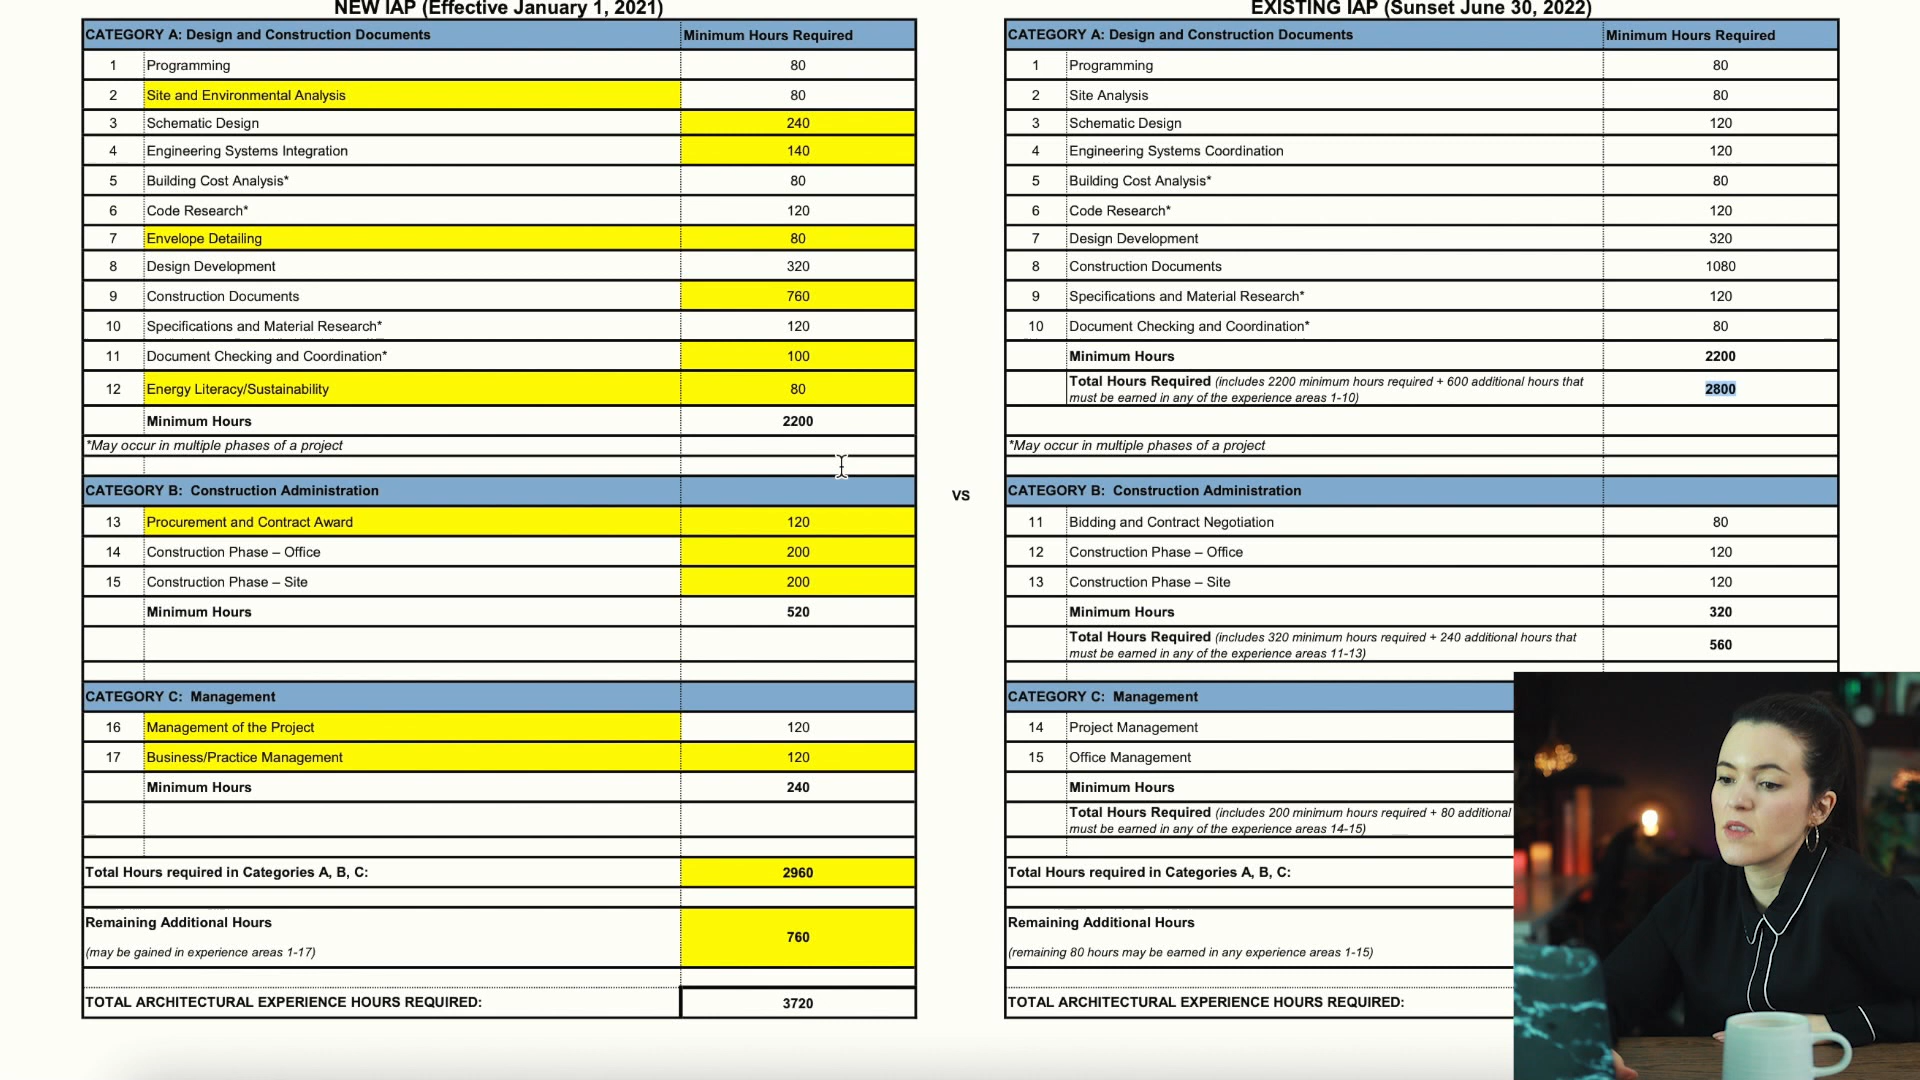 NEW IAP (Effective January 1, 2021)
CATEGORY A: Design and Construction Documents Minimum Hours Required
1 Programming 80
2 Site and Environmental Analysis 80
3 Schematic Design 240
4 Engineering Systems Integration 140
5 Building Cost Analysis* 80
6 Code Research* 120
7 Envelope Detailing 80
8 Design Development 320
9 Construction Documents 760
10 Specifications and Material Research* 120
11 Document Checking and Coordination* 100
12 Energy Literacy/Sustainability 80
Minimum Hours 2200
*May occur in multiple phases of a project
CATEGORY B: Construction Administration
13 Procurement and Contract Award 120
14 Construction Phase – Office 200
15 Construction Phase – Site 200
Minimum Hours 520
CATEGORY C: Management
16 Management of the Project 120
17 Business/Practice Management 120
Minimum Hours 240
Total Hours required in Categories A, B, C: 2960
Remaining Additional Hours
760
(may be gained in experience areas 1-17)
TOTAL ARCHITECTURAL EXPERIENCE HOURS REQUIRED: 3720
VS
EXISTING IAP (Sunset June 30, 2022)
CATEGORY A: Design and Construction Documents Minimum Hours Required
1 Programming 80
2 Site Analysis 80
3 Schematic Design 120
4 Engineering Systems Coordination 120
5 Building Cost Analysis* 80
6 Code Research* 120
7 Design Development 320
8 Construction Documents 1080
9 Specifications and Material Research* 120
10 Document Checking and Coordination* 80
Minimum Hours 2200
Total Hours Required (includes 2200 minimum hours required + 600 additional hours that
must be earned in any of the experience areas 1-10) 2800
*May occur in multiple phases of a project
CATEGORY B: Construction Administration
11 Bidding and Contract Negotiation 80
12 Construction Phase – Office 120
13 Construction Phase – Site 120
Minimum Hours 320
Total Hours Required (includes 320 minimum hours required + 240 additional hours that
must be earned in any of the experience areas 11-13) 560
CATEGORY C: Management
14 Project Management
15 Office Management
Minimum Hours
Total Hours Required (includes 200 minimum hours required + 80 additional
must be earned in any of the experience areas 14-15)
Total Hours required in Categories A, B, C:
Remaining Additional Hours
(remaining 80 hours may be earned in any experience areas 1-15)
TOTAL ARCHITECTURAL EXPERIENCE HOURS REQUIRED: